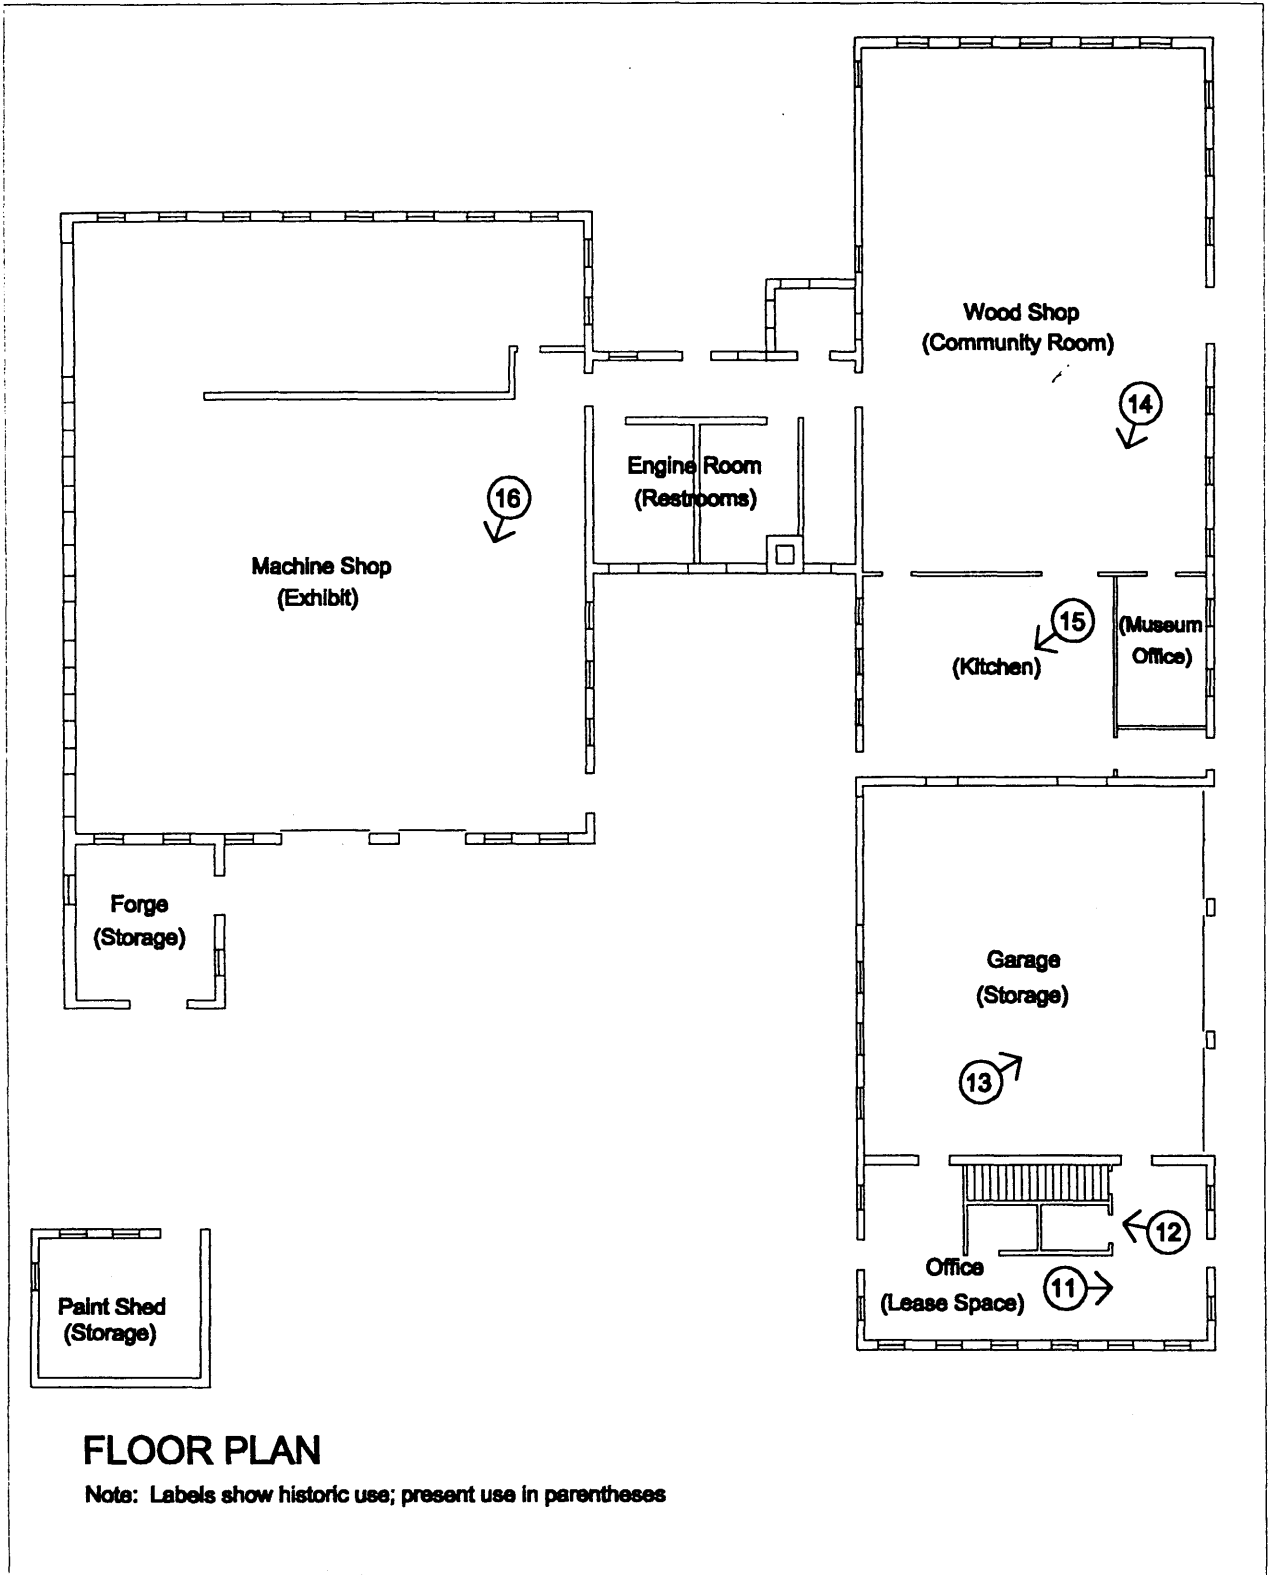 Wood Shop
(Community Room)
14
Engine Room
(Restrooms)
16
Machine Shop
(Exhibit)
15
(Museum
Office)
(Kitchen)
Forge
(Storage)
Garage
(Storage)
13
12
Office
(Lease Space)
11
Paint Shed
(Storage)
FLOOR PLAN
Note: Labels show historic use; present use in parentheses